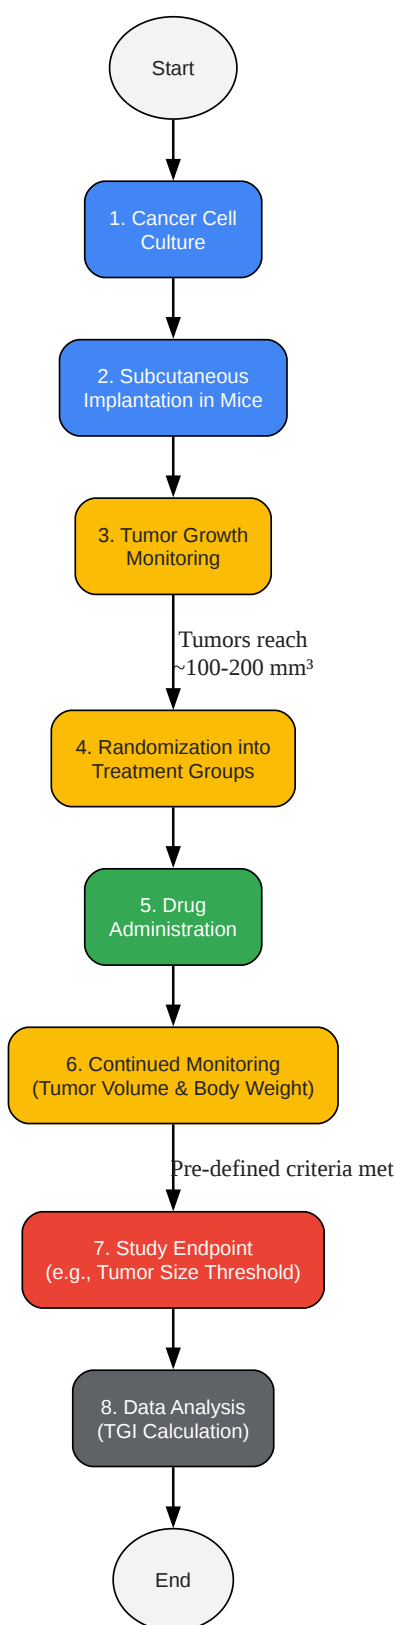 Start
1. Cancer Cell
Culture
2. Subcutaneous
Implantation in Mice
3. Tumor Growth
Monitoring
Tumors reach
~100-200 mm³
4. Randomization into
Treatment Groups
5. Drug
Administration
6. Continued Monitoring
(Tumor Volume & Body Weight)
Pre-defined criteria met
7. Study Endpoint
(e.g., Tumor Size Threshold)
8. Data Analysis
(TGI Calculation)
End